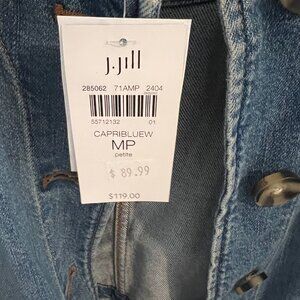 J.Jill
285062 71AMP 2404
55712132 01
CAPRIBLUEW
MP
petite
$ 89.99
$119.00